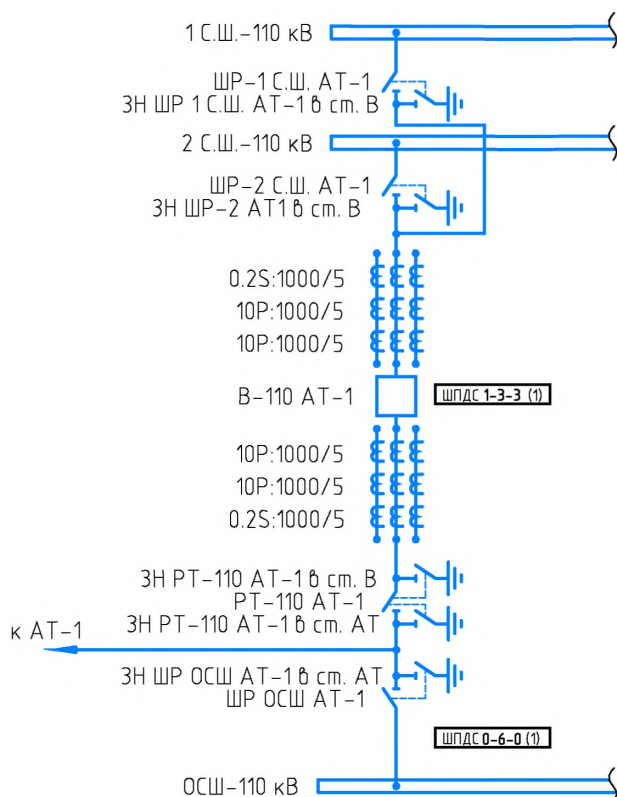 1 С.Ш.-110 кВ
ШР-1 С.Ш. АТ-1
ЗН ШР 1 С.Ш. АТ-1 в ст. В
2 С.Ш.-110 кВ
ШР-2 С.Ш. АТ-1
ЗН ШР-2 АТ1 в ст. В
0.2S:1000/5
10P:1000/5
10P:1000/5
В-110 АТ-1
ШПДС 1-3-3 (1)
10P:1000/5
10P:1000/5
0.2S:1000/5
ЗН РТ-110 АТ-1 в ст. В
РТ-110 АТ-1
ЗН РТ-110 АТ-1 в ст. АТ
к АТ-1
ЗН ШР ОСШ АТ-1 в ст. АТ
ШР ОСШ АТ-1
ШПДС 0-6-0 (1)
ОСШ-110 кВ